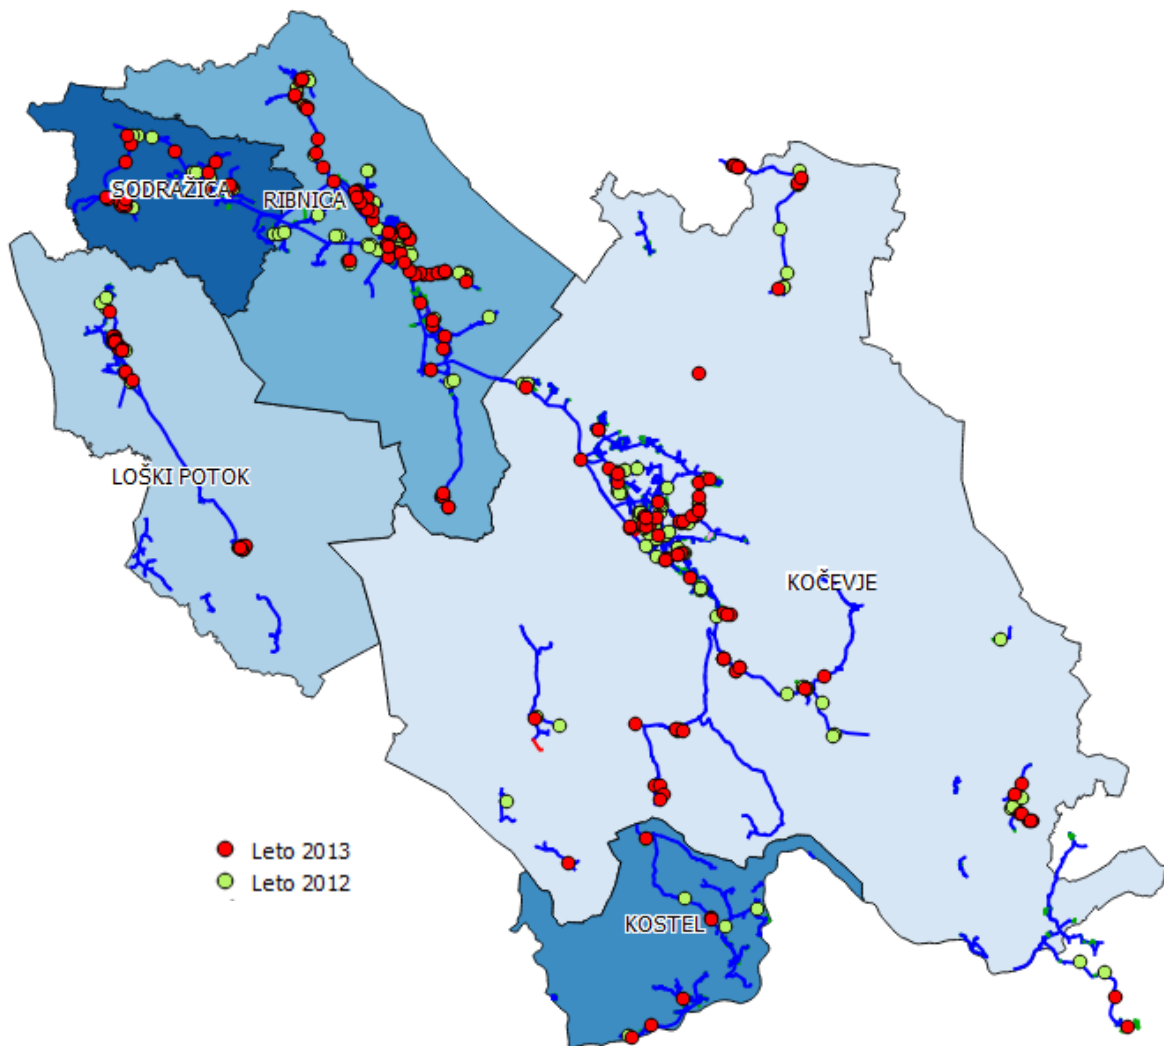 SODRAŽICA
RIBNICA
LOŠKI POTOK
KOČEVJE
Leto 2013
Leto 2012
KOSTEL